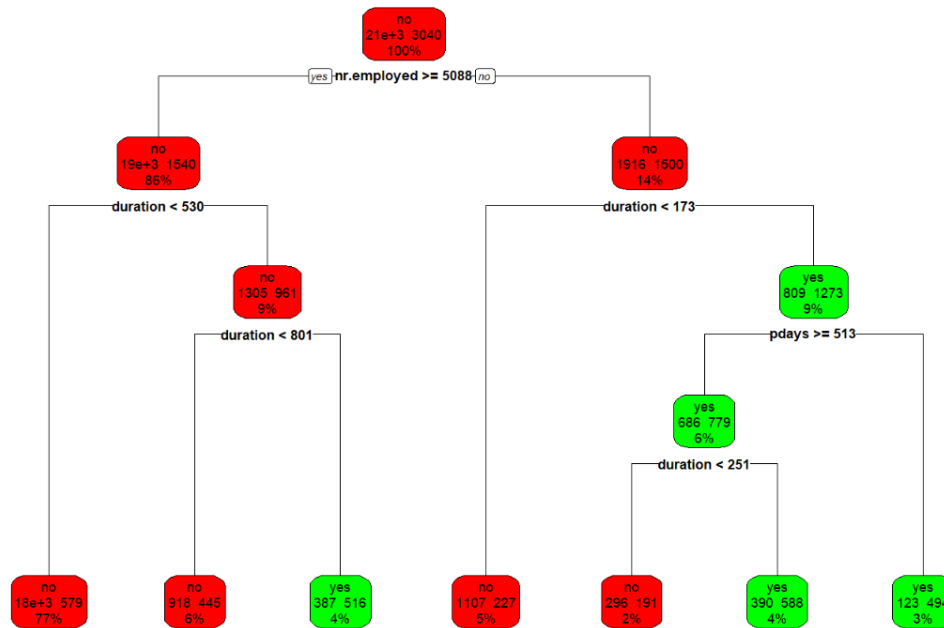 no
21e+3 3040
100%
yes nr.employed >= 5088 no
no
19e+3 1540
86%
no
1916 1500
14%
duration < 530
duration < 173
no
1305 961
9%
yes
809 1273
9%
duration < 801
pdays >= 513
yes
686 779
6%
duration < 251
no
18e+3 579
77%
no
918 445
6%
yes
387 516
4%
no
1107 227
5%
no
296 191
2%
yes
390 588
4%
yes
123 494
3%